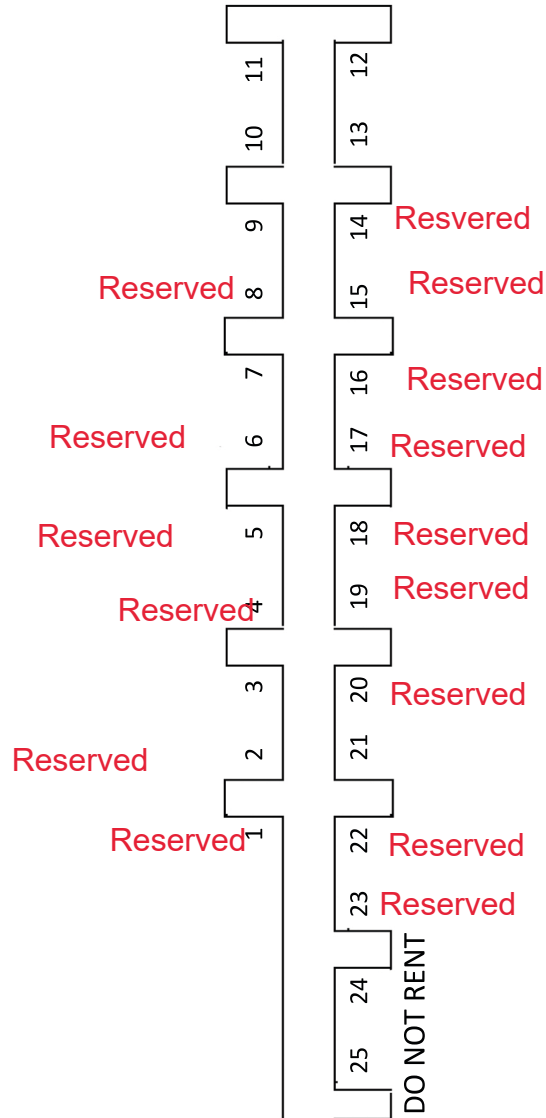 11 12
10 13
9 14 Resvered
Reserved 8 15 Reserved
7 16 Reserved
Reserved 6 17 Reserved
Reserved 5 18 Reserved
Reserved 4 19 Reserved
3 20 Reserved
Reserved 2 21
Reserved 1 22 Reserved
23 Reserved
24
25
DO NOT RENT